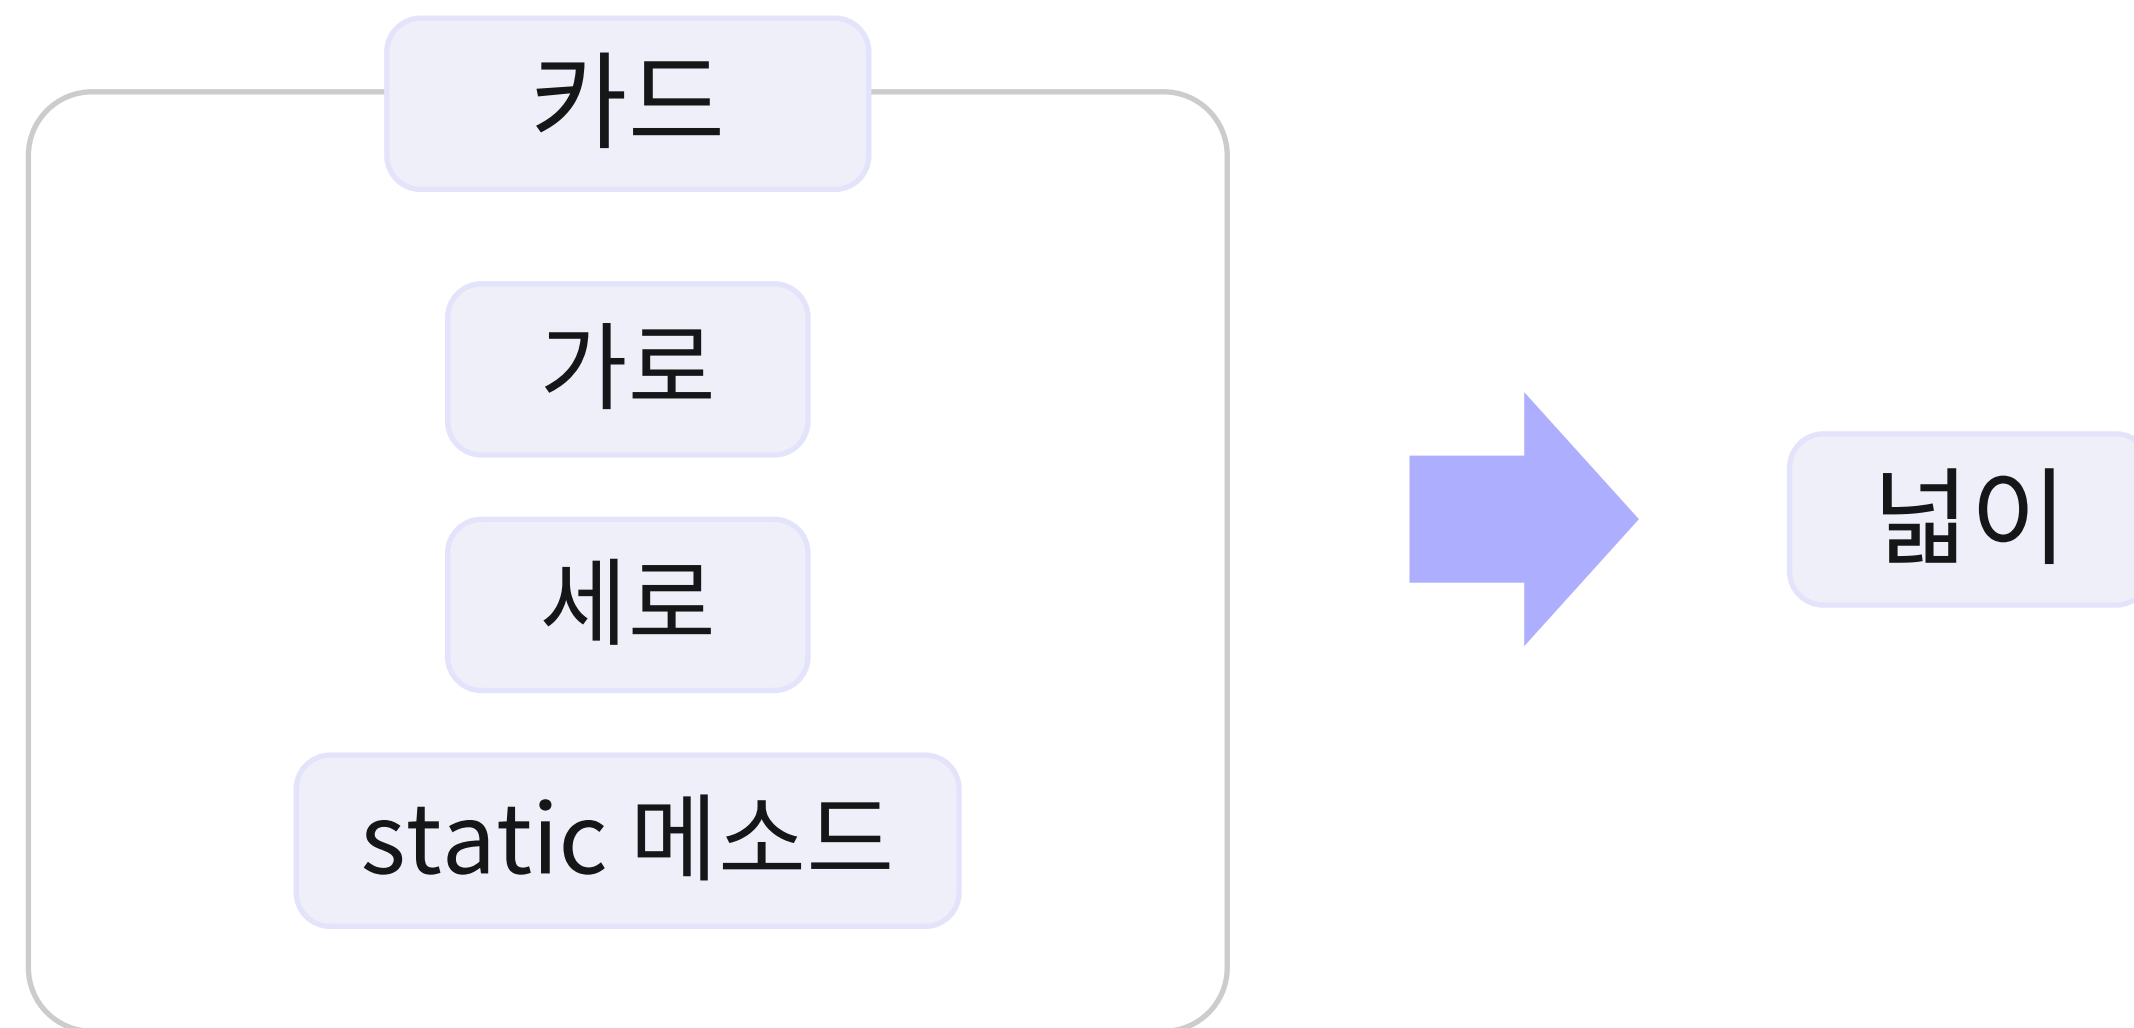 카드
가로
세로
static 메소드
넓이